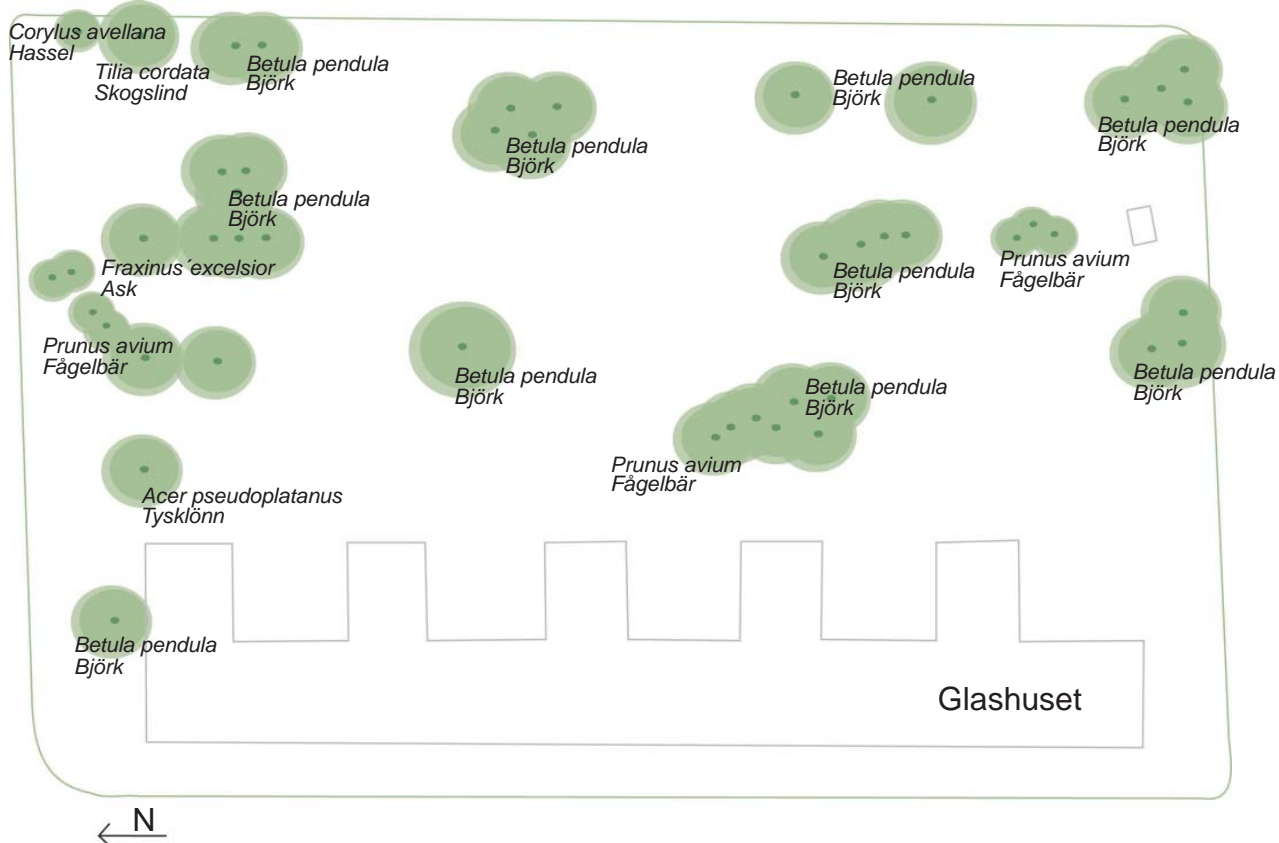 Corylus avellana
Hassel
Tilia cordata
Skogslind
Betula pendula
Björk
Betula pendula
Björk
Betula pendula
Björk
Betula pendula
Björk
Betula pendula
Björk
Fraxinus´excelsior
Ask
Betula pendula
Björk
Prunus avium
Fågelbär
Prunus avium
Fågelbär
Betula pendula
Björk
Betula pendula
Björk
Betula pendula
Björk
Prunus avium
Fågelbär
Acer pseudoplatanus
Tysklönn
Betula pendula
Björk
Glashuset
N